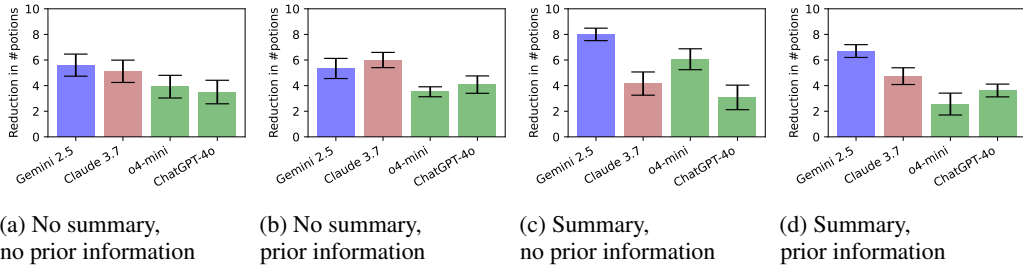 Reduction in #potions
10
8
6
4
2
0
Gemini 2.5
Claude 3.7
o4-mini
ChatGPT-4o
(a) No summary,
no prior information
Reduction in #potions
10
8
6
4
2
0
Gemini 2.5
Claude 3.7
o4-mini
ChatGPT-4o
(b) No summary,
prior information
Reduction in #potions
10
8
6
4
2
0
Gemini 2.5
Claude 3.7
o4-mini
ChatGPT-4o
(c) Summary,
no prior information
Reduction in #potions
10
8
6
4
2
0
Gemini 2.5
Claude 3.7
o4-mini
ChatGPT-4o
(d) Summary,
prior information